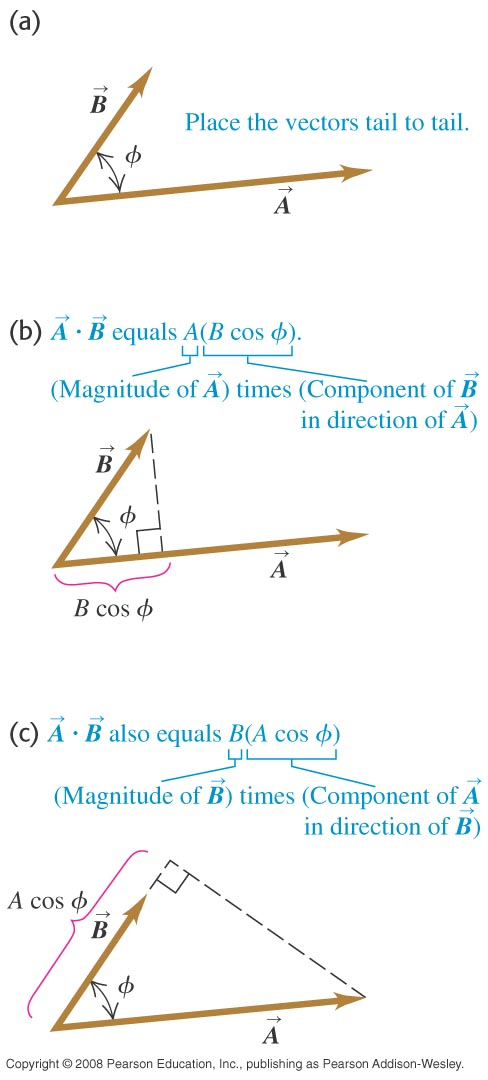 (a)
B⃗
Place the vectors tail to tail.
ϕ
A⃗
(b) A⃗ · B⃗ equals A(B cos ϕ).
(Magnitude of A⃗) times (Component of B⃗
in direction of A⃗)
B⃗
ϕ
A⃗
B cos ϕ
(c) A⃗ · B⃗ also equals B(A cos ϕ)
(Magnitude of B⃗) times (Component of A⃗
in direction of B⃗)
A cos ϕ
B⃗
ϕ
A⃗
Copyright © 2008 Pearson Education, Inc., publishing as Pearson Addison-Wesley.